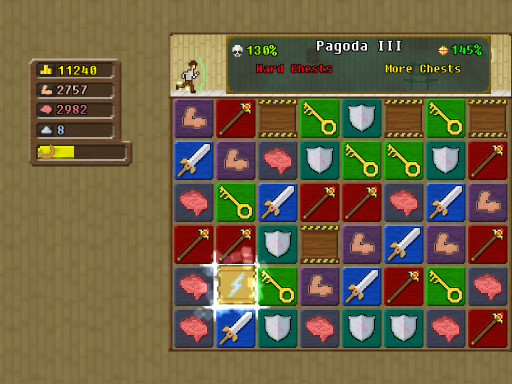 130%
Pagoda III
145%
Hard Chests
More Chests
11240
2757
2982
8